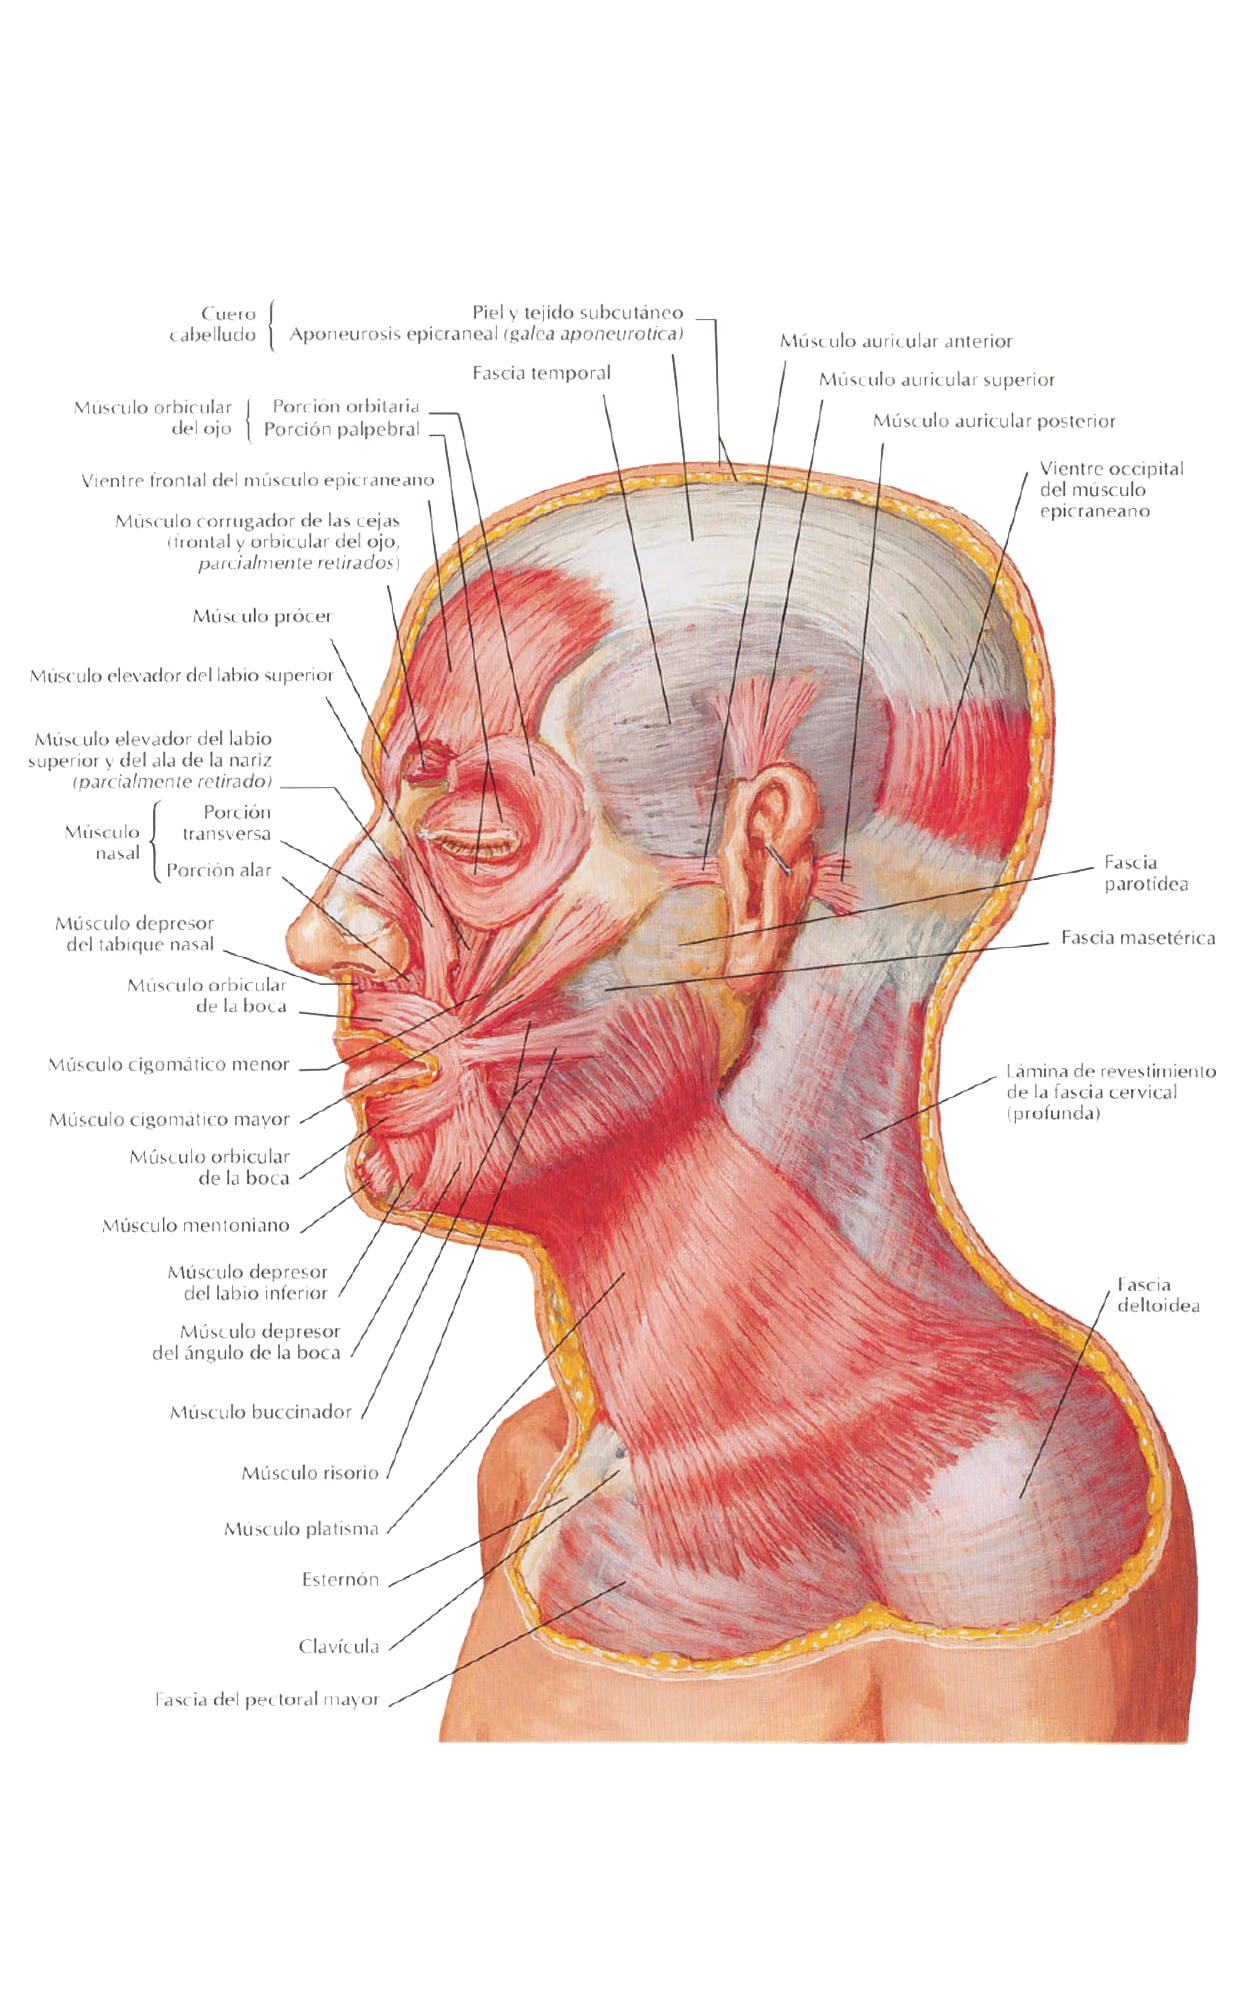 Cuero
cabelludo
Piel y tejido subcutáneo
Aponeurosis epicraneal (galea aponeurotica)
Fascia temporal
Músculo orbicular
del ojo
Porción orbitaria
Porción palpebral
Vientre frontal del músculo epicraneano
Músculo corrugador de las cejas
(frontal y orbicular del ojo,
parcialmente retirados)
Músculo prócer
Músculo elevador del labio superior
Músculo elevador del labio
superior y del ala de la nariz
(parcialmente retirado)
Músculo
nasal
Porción
transversa
Porción alar
Músculo depresor
del tabique nasal
Músculo orbicular
de la boca
Músculo cigomático menor
Músculo cigomático mayor
Músculo orbicular
de la boca
Músculo mentoniano
Músculo depresor
del labio inferior
Músculo depresor
del ángulo de la boca
Músculo buccinador
Músculo risorio
Músculo platisma
Esternón
Clavícula
Fascia del pectoral mayor
Músculo auricular anterior
Músculo auricular superior
Músculo auricular posterior
Vientre occipital
del músculo
epicraneano
Fascia
parotídea
Fascia masetérica
Lámina de revestimiento
de la fascia cervical
(profunda)
Fascia
deltoidea